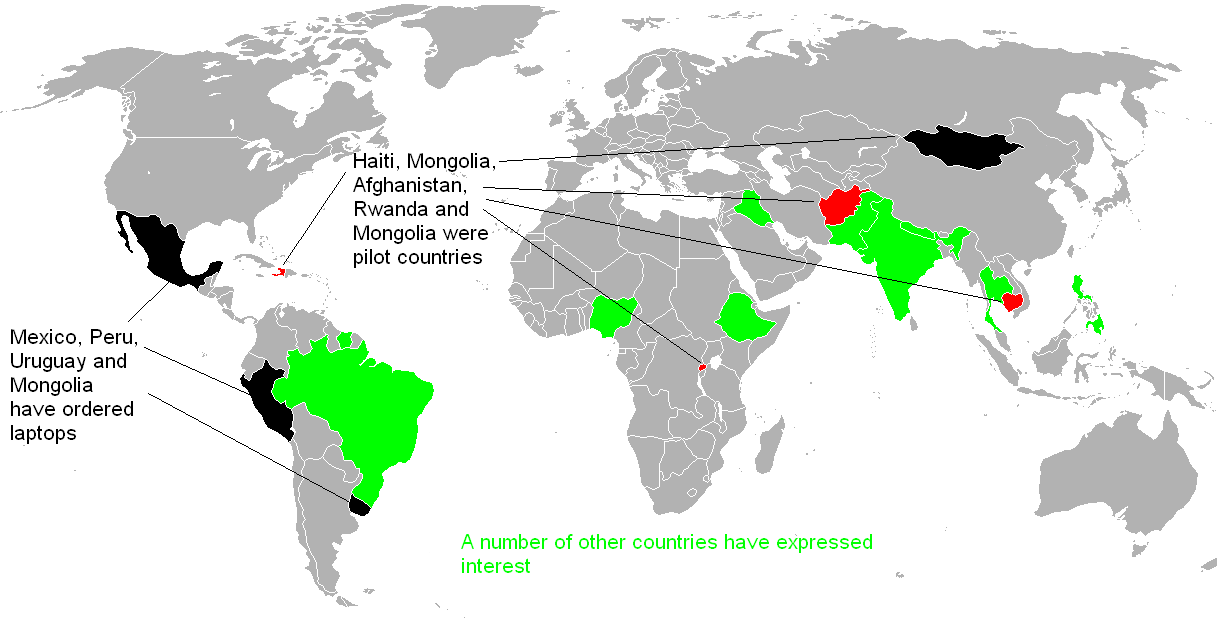 Haiti, Mongolia,
Afghanistan,
Rwanda and
Mongolia were
pilot countries
Mexico, Peru,
Uruguay and
Mongolia
have ordered
laptops
A number of other countries have expressed
interest